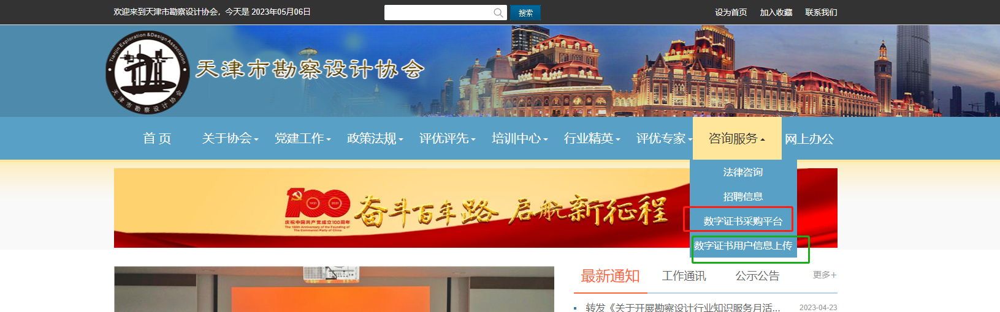 欢迎来到天津市勘察设计协会，今天是 2023年05月06日
搜索
设为首页 加入收藏 联系我们
Tianjin Exploration & Design Association
天津市勘察设计协会
天津市勘察设计协会
首 页 关于协会 党建工作 政策法规 评优评先 培训中心 行业精英 评优专家 咨询服务 网上办公
法律咨询
招聘信息
数字证书采购平台
数字证书用户信息上传
100
1921 2021
庆祝中国共产党成立100周年
The 100th Anniversary of the Founding of
The Communist Party of China
奋斗百年路 启航新征程
最新通知 工作通讯 公示公告 更多+
转发《关于开展勘察设计行业知识服务月活... 2023-04-23